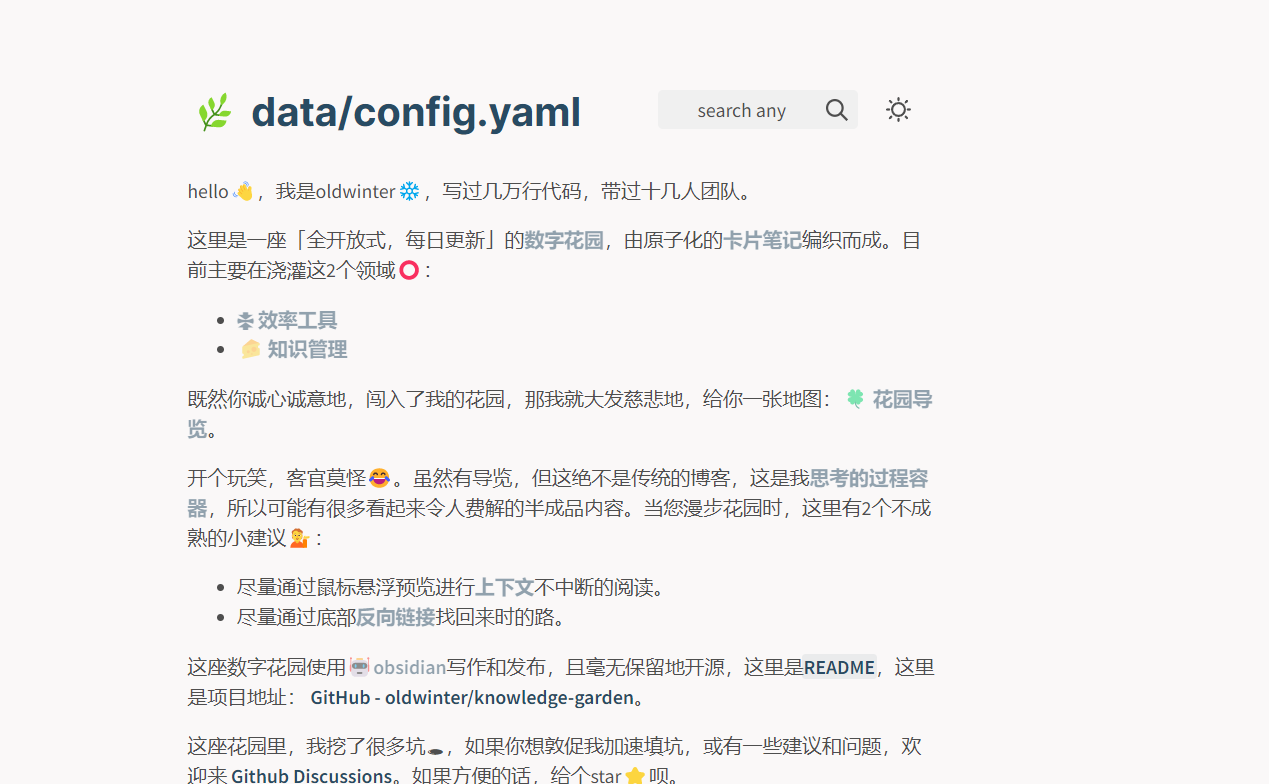 🌿 data/config.yaml
search any
hello👋，我是oldwinter❄️，写过几万行代码，带过十几人团队。
这里是一座「全开放式，每日更新」的数字花园，由原子化的卡片笔记编织而成。目
前主要在浇灌这2个领域⭕：
• 效率工具
• 🧀 知识管理
既然你诚心诚意地，闯入了我的花园，那我就大发慈悲地，给你一张地图： 🍀 花园导
览。
开个玩笑，客官莫怪😂。虽然有导览，但这绝不是传统的博客，这是我思考的过程容
器，所以可能有很多看起来令人费解的半成品内容。当您漫步花园时，这里有2个不成
熟的小建议💁：
• 尽量通过鼠标悬浮预览进行上下文不中断的阅读。
• 尽量通过底部反向链接找回来时的路。
这座数字花园使用🤖obsidian写作和发布，且毫无保留地开源，这里是README，这里
是项目地址： GitHub - oldwinter/knowledge-garden。
这座花园里，我挖了很多坑🕳️，如果你想敦促我加速填坑，或有一些建议和问题，欢
迎来 Github Discussions。如果方便的话，给个star⭐呗。